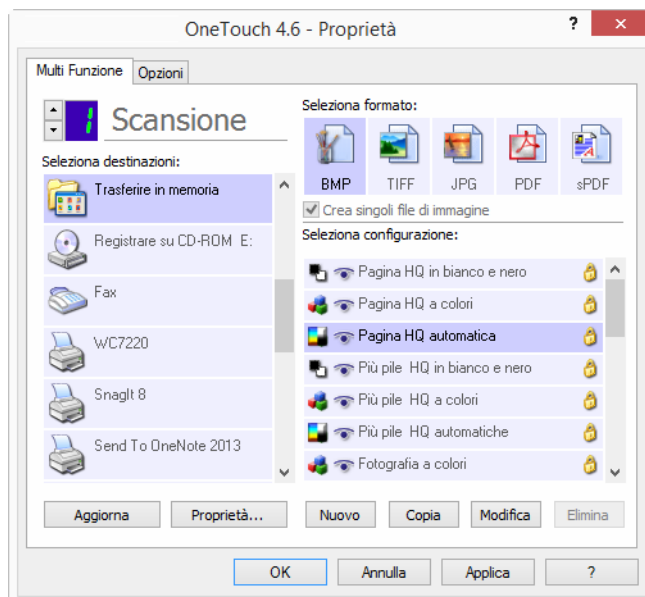 OneTouch 4.6 - Proprietà
?
×
Multi Funzione
Opzioni
1
Scansione
Seleziona destinazioni:
Trasferire in memoria
Registrare su CD-ROM E:
Fax
WC7220
SnagIt 8
Send To OneNote 2013
Aggiorna
Proprietà...
Seleziona formato:
BMP
TIFF
JPG
PDF
sPDF
Crea singoli file di immagine
Seleziona configurazione:
Pagina HQ in bianco e nero
Pagina HQ a colori
Pagina HQ automatica
Più pile HQ in bianco e nero
Più pile HQ a colori
Più pile HQ automatiche
Fotografia a colori
Nuovo
Copia
Modifica
Elimina
OK
Annulla
Applica
?